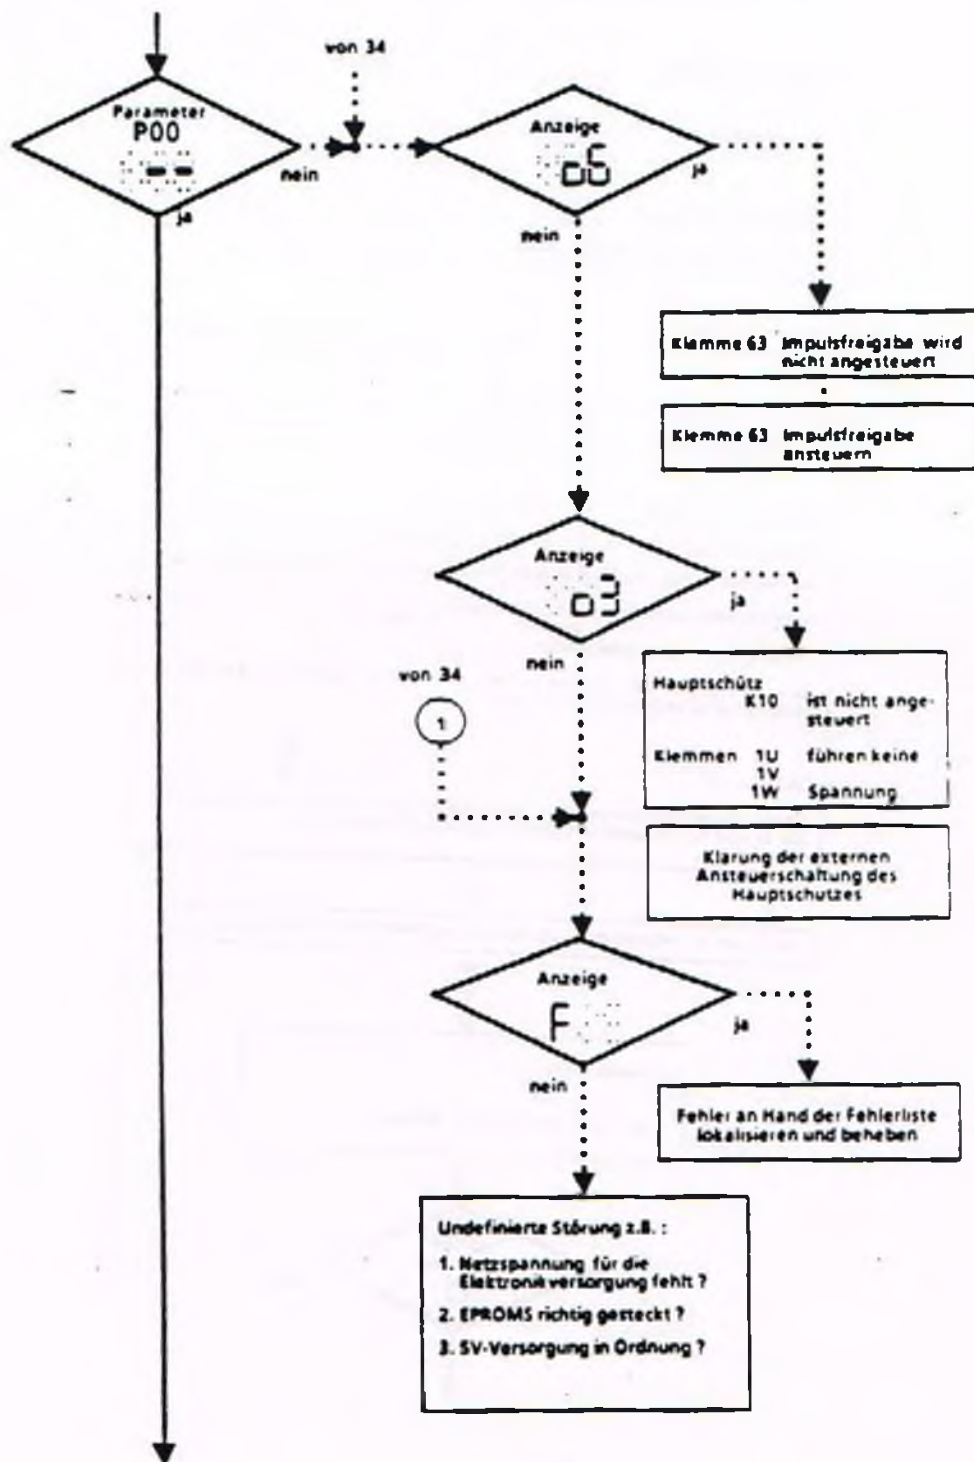 von 34
Parameter
P00
--
nein
ja
Anzeige
o6
ja
nein
Klemme 63 Impulsfreigabe wird
nicht angesteuert
Klemme 63 Impulsfreigabe
ansteuern
Anzeige
o3
ja
nein
von 34
1
Hauptschütz
K10 ist nicht ange-
steuert
Klemmen 1U führen keine
1V
1W Spannung
Klärung der externen
Ansteuerschaltung des
Hauptschutzes
Anzeige
F
ja
nein
Fehler an Hand der Fehlerliste
lokalisieren und beheben
Undefinierte Störung z.B. :
1. Netzspannung für die
Elektronikversorgung fehlt ?
2. EPROMS richtig gesteckt ?
3. 5V-Versorgung in Ordnung ?